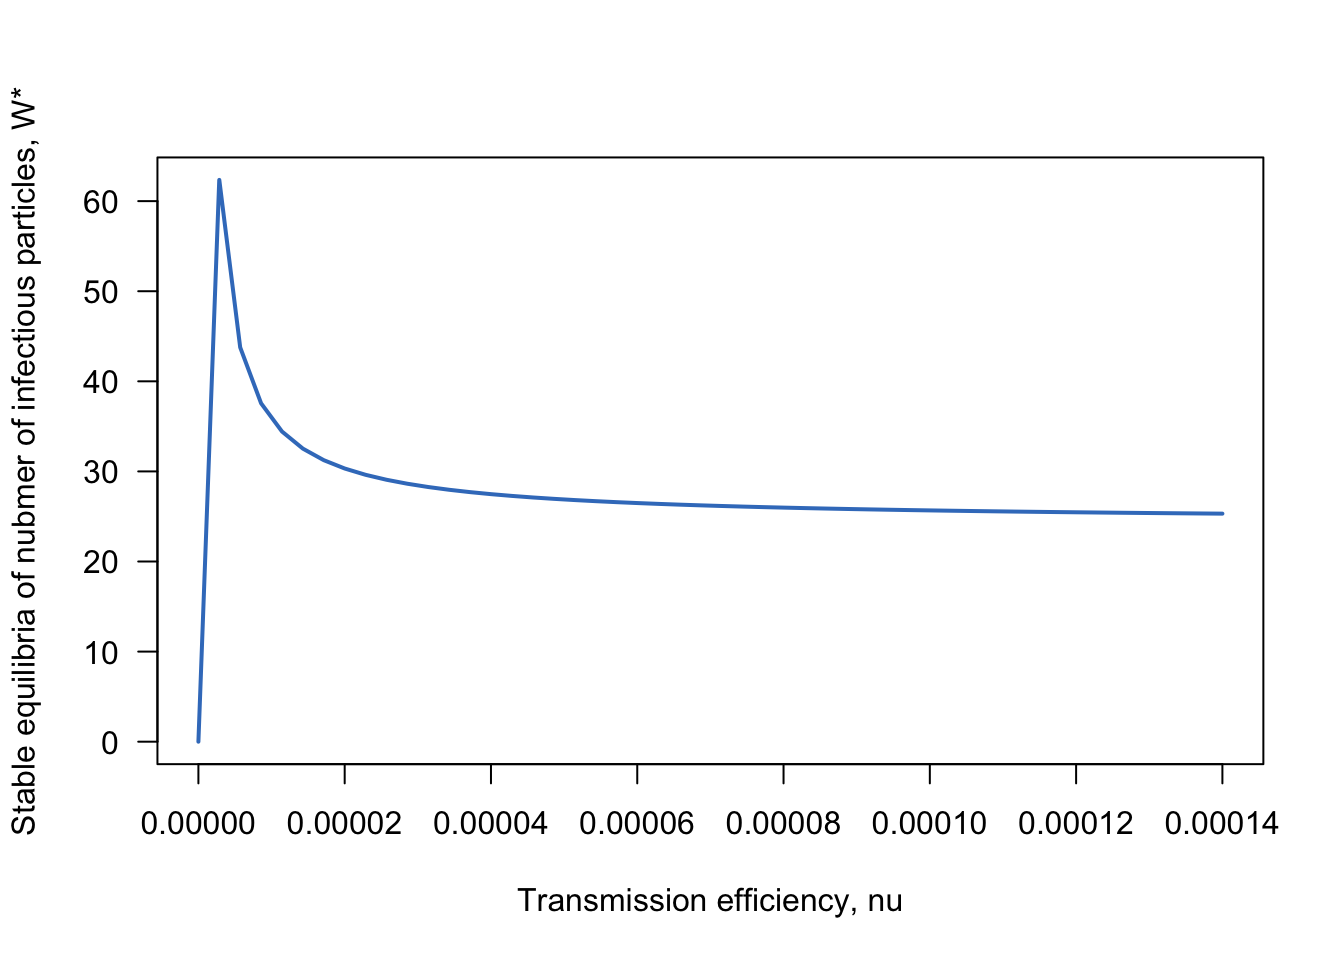 Stable equilibria of nubmer of infectious particles, W*
60
50
40
30
20
10
0
0.00000 0.00002 0.00004 0.00006 0.00008 0.00010 0.00012 0.00014
Transmission efficiency, nu